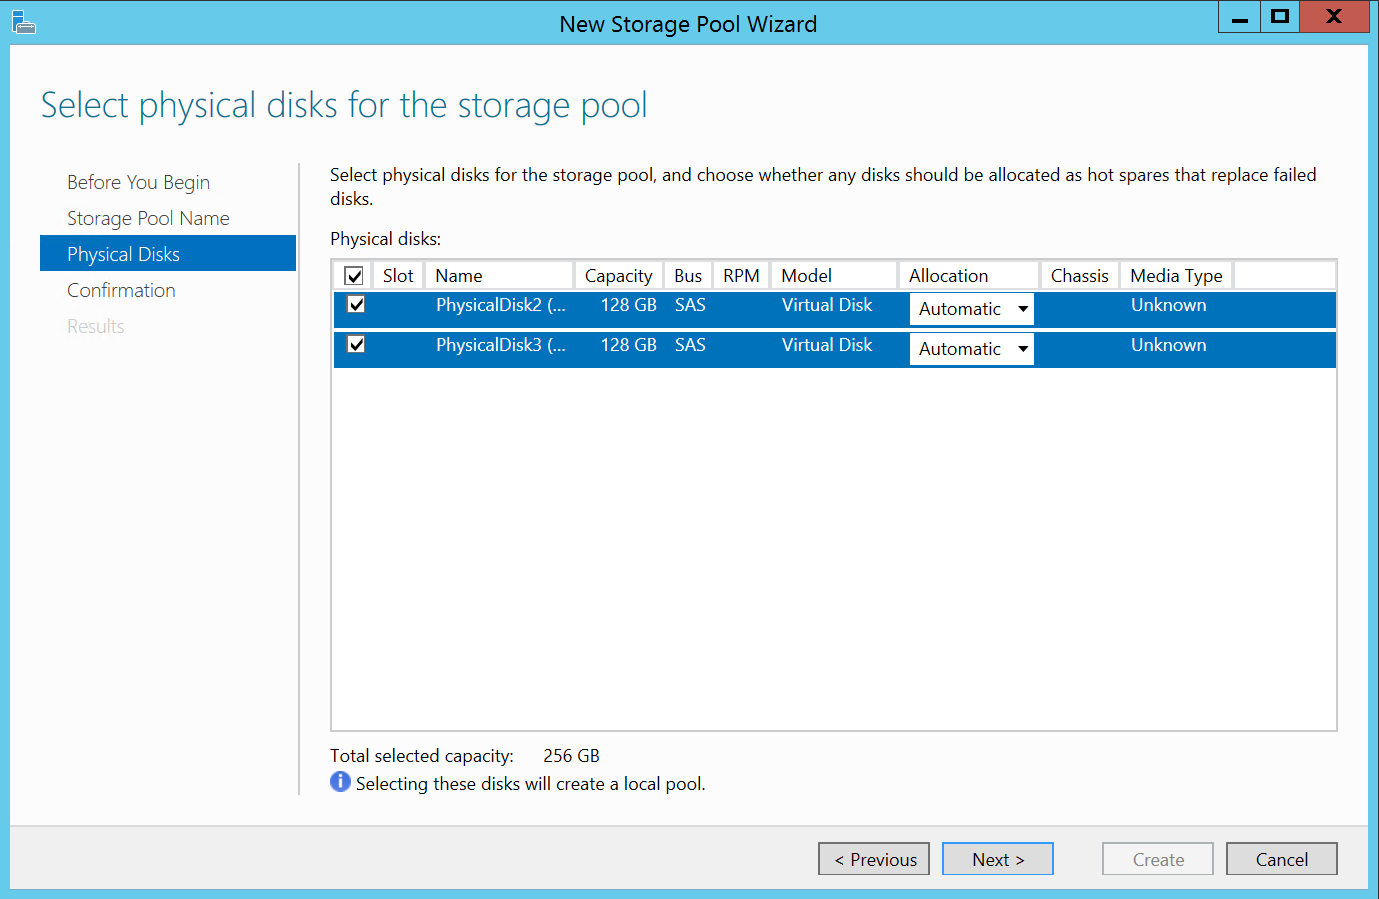 New Storage Pool Wizard
Select physical disks for the storage pool
Before You Begin
Storage Pool Name
Physical Disks
Confirmation
Results
Select physical disks for the storage pool, and choose whether any disks should be allocated as hot spares that replace failed
disks.
Physical disks:
Slot Name Capacity Bus RPM Model Allocation Chassis Media Type
PhysicalDisk2 (... 128 GB SAS Virtual Disk Automatic Unknown
PhysicalDisk3 (... 128 GB SAS Virtual Disk Automatic Unknown
Total selected capacity: 256 GB
Selecting these disks will create a local pool.
< Previous Next > Create Cancel